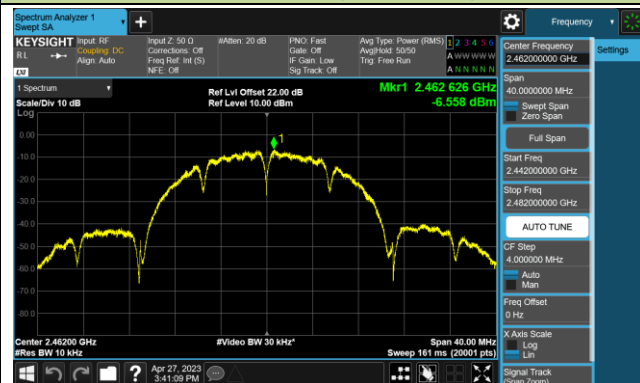 Spectrum Analyzer 1
Swept SA
Frequency
KEYSIGHT
Input: RF
Input Z: 50 Ω
#Atten: 20 dB
PNO: Fast
Avg Type: Power (RMS)
1 2 3 4 5 6
RL
Coupling: DC
Corrections: Off
Gate: Off
Avg|Hold: 50/50
A W W W W W
Align: Auto
Freq Ref: Int (S)
IF Gain: Low
Trig: Free Run
NFE: Off
Sig Track: Off
A N N N N N
LXI
1 Spectrum
Ref Lvl Offset 22.00 dB
Mkr1 2.462 626 GHz
Scale/Div 10 dB
Ref Level 10.00 dBm
-6.558 dBm
Log
1
0.00
-10.0
-20.0
-30.0
-40.0
-50.0
-60.0
-70.0
-80.0
Center 2.46200 GHz
#Video BW 30 kHz*
Span 40.00 MHz
#Res BW 10 kHz
Sweep 161 ms (20001 pts)
Apr 27, 2023
3:41:09 PM
Center Frequency
2.462000000 GHz
Settings
Span
40.0000000 MHz
Swept Span
Zero Span
Full Span
Start Freq
2.442000000 GHz
Stop Freq
2.482000000 GHz
AUTO TUNE
CF Step
4.000000 MHz
Auto
Man
Freq Offset
0 Hz
X Axis Scale
Log
Lin
Signal Track
(Span Zoom)